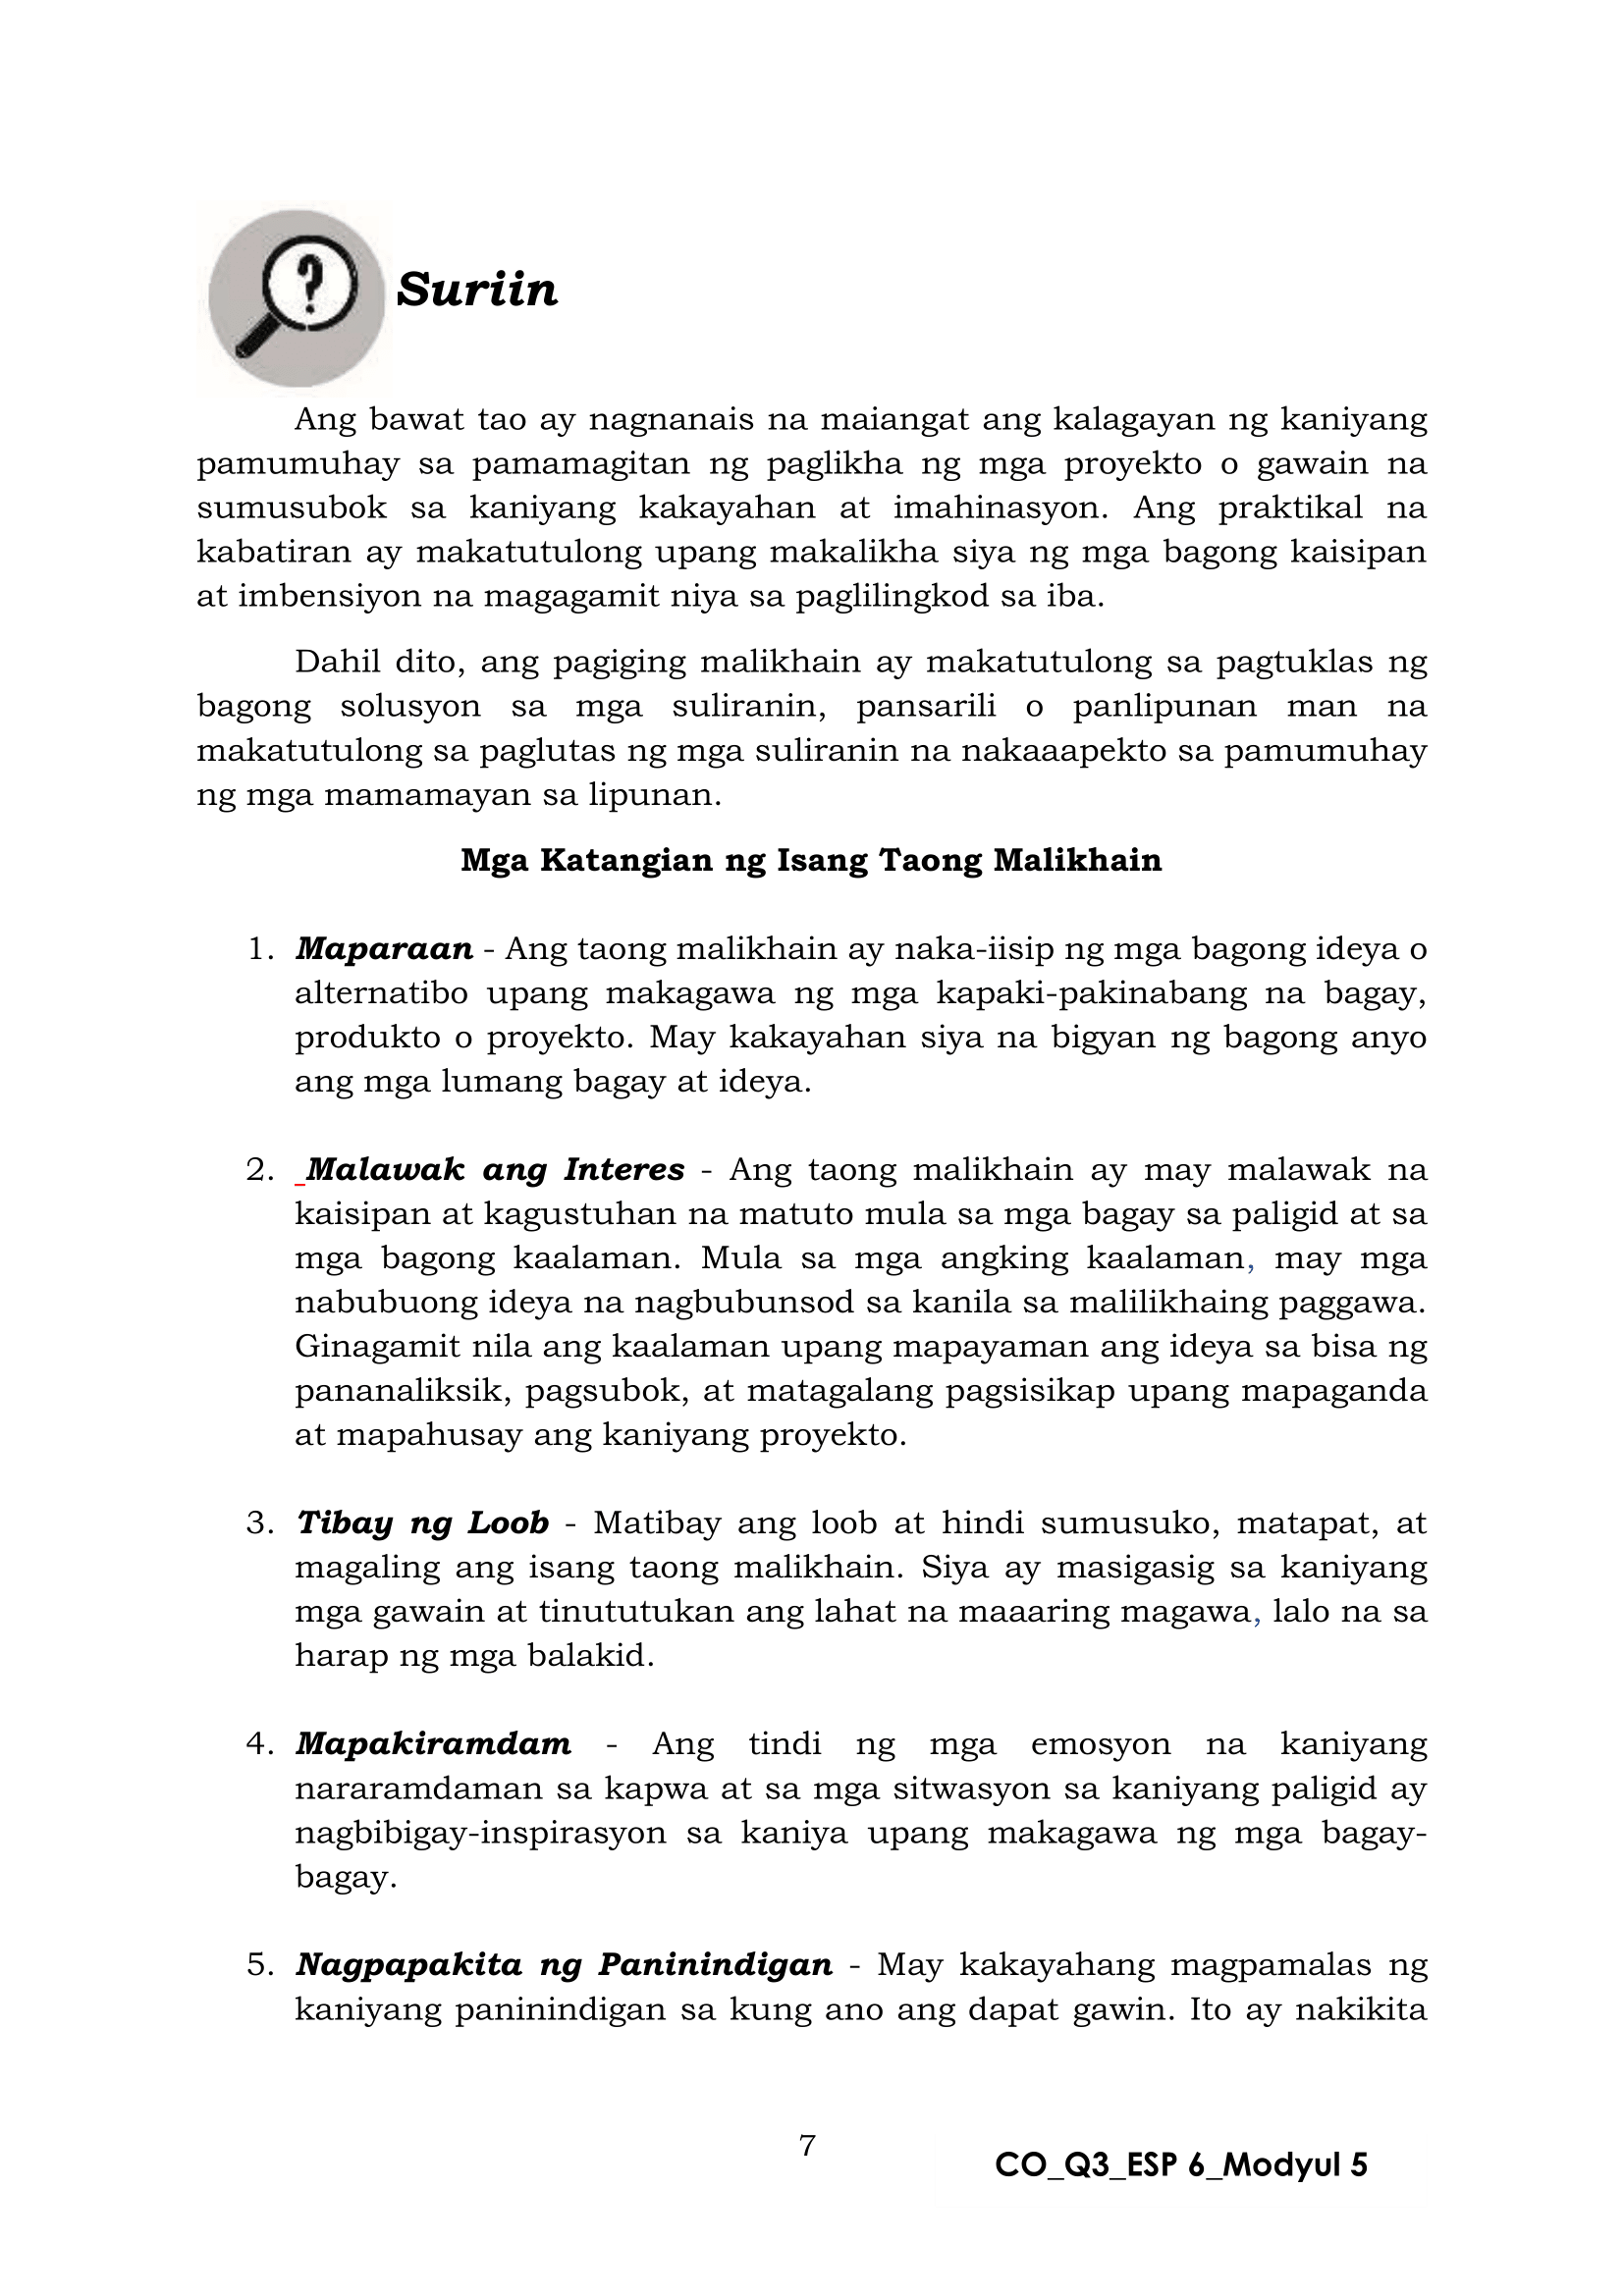 ?
Suriin
Ang bawat tao ay nagnanais na maiangat ang kalagayan ng kaniyang
pamumuhay sa pamamagitan ng paglikha ng mga proyekto o gawain na
sumusubok sa kaniyang kakayahan at imahinasyon. Ang praktikal na
kabatiran ay makatutulong upang makalikha siya ng mga bagong kaisipan
at imbensiyon na magagamit niya sa paglilingkod sa iba.
Dahil dito, ang pagiging malikhain ay makatutulong sa pagtuklas ng
bagong solusyon sa mga suliranin, pansarili o panlipunan man na
makatutulong sa paglutas ng mga suliranin na nakaaapekto sa pamumuhay
ng mga mamamayan sa lipunan.
Mga Katangian ng Isang Taong Malikhain
1. Maparaan - Ang taong malikhain ay naka-iisip ng mga bagong ideya o
alternatibo upang makagawa ng mga kapaki-pakinabang na bagay,
produkto o proyekto. May kakayahan siya na bigyan ng bagong anyo
ang mga lumang bagay at ideya.
2. _Malawak ang Interes - Ang taong malikhain ay may malawak na
kaisipan at kagustuhan na matuto mula sa mga bagay sa paligid at sa
mga bagong kaalaman. Mula sa mga angking kaalaman, may mga
nabubuong ideya na nagbubunsod sa kanila sa malilikhaing paggawa.
Ginagamit nila ang kaalaman upang mapayaman ang ideya sa bisa ng
pananaliksik, pagsubok, at matagalang pagsisikap upang mapaganda
at mapahusay ang kaniyang proyekto.
3. Tibay ng Loob - Matibay ang loob at hindi sumusuko, matapat, at
magaling ang isang taong malikhain. Siya ay masigasig sa kaniyang
mga gawain at tinututukan ang lahat na maaaring magawa, lalo na sa
harap ng mga balakid.
4. Mapakiramdam - Ang tindi ng mga emosyon na kaniyang
nararamdaman sa kapwa at sa mga sitwasyon sa kaniyang paligid ay
nagbibigay-inspirasyon sa kaniya upang makagawa ng mga bagay-
bagay.
5. Nagpapakita ng Paninindigan - May kakayahang magpamalas ng
kaniyang paninindigan sa kung ano ang dapat gawin. Ito ay nakikita
7
CO_Q3_ESP 6_Modyul 5